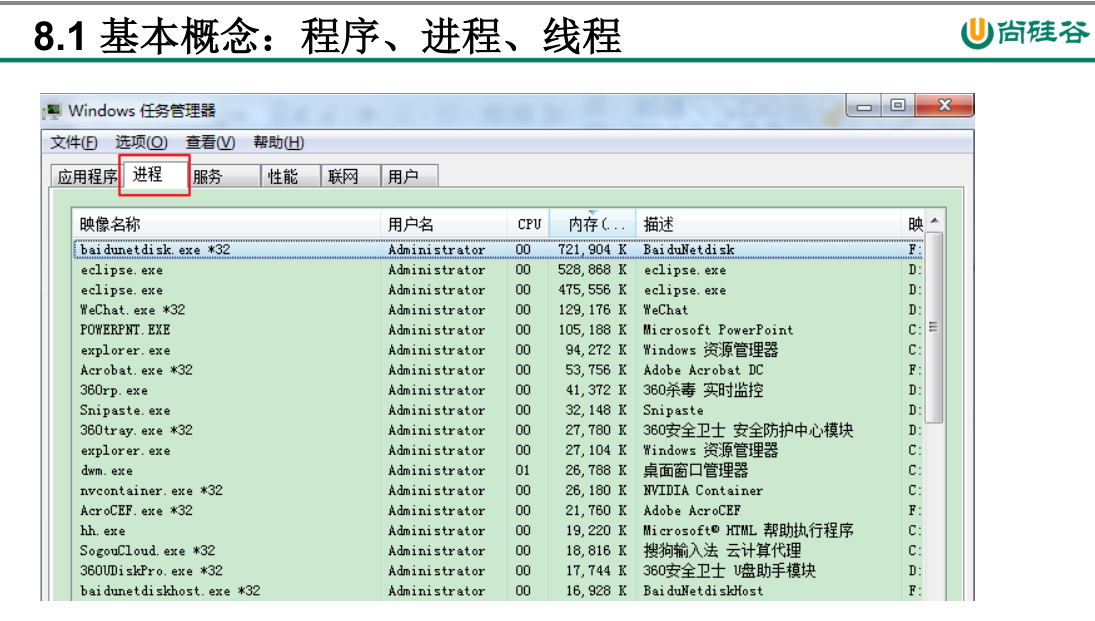 8.1 基本概念：程序、进程、线程
尚硅谷
Windows 任务管理器
文件(F) 选项(O) 查看(V) 帮助(H)
应用程序 进程 服务 性能 联网 用户
映像名称 用户名 CPU 内存(... 描述 映
baidunetdisk.exe *32 Administrator 00 721,904 K BaiduNetdisk F:
eclipse.exe Administrator 00 528,868 K eclipse.exe D:
eclipse.exe Administrator 00 475,556 K eclipse.exe D:
WeChat.exe *32 Administrator 00 129,176 K WeChat D:
POWERPNT.EXE Administrator 00 105,188 K Microsoft PowerPoint C:
explorer.exe Administrator 00 94,272 K Windows 资源管理器 C:
Acrobat.exe *32 Administrator 00 53,756 K Adobe Acrobat DC F:
360rp.exe Administrator 00 41,372 K 360杀毒 实时监控 D:
Snipaste.exe Administrator 00 32,148 K Snipaste D:
360tray.exe *32 Administrator 00 27,780 K 360安全卫士 安全防护中心模块 D:
explorer.exe Administrator 00 27,104 K Windows 资源管理器 C:
dwm.exe Administrator 01 26,788 K 桌面窗口管理器 C:
nvcontainer.exe *32 Administrator 00 26,180 K NVIDIA Container C:
AcroCEF.exe *32 Administrator 00 21,760 K Adobe AcroCEF F:
hh.exe Administrator 00 19,220 K Microsoft® HTML 帮助执行程序 C:
SogouCloud.exe *32 Administrator 00 18,816 K 搜狗输入法 云计算代理 C:
360UDiskPro.exe *32 Administrator 00 17,744 K 360安全卫士 U盘助手模块 D:
baidunetdiskhost.exe *32 Administrator 00 16,928 K BaiduNetdiskHost F: